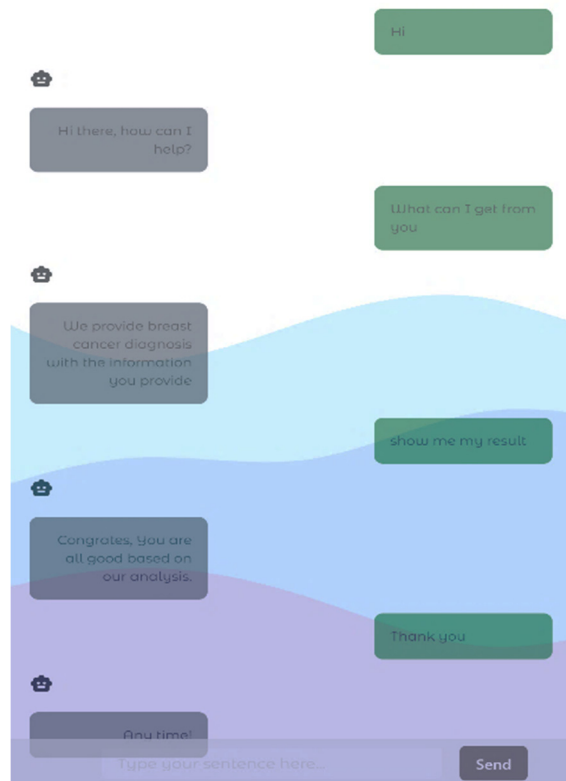 Hi
Hi there, how can I
help?
What can I get from
you
We provide breast
cancer diagnosis
with the information
you provide
show me my result
Congrates, You are
all good based on
our analysis.
Thank you
Any time!
Type your sentence here...
Send